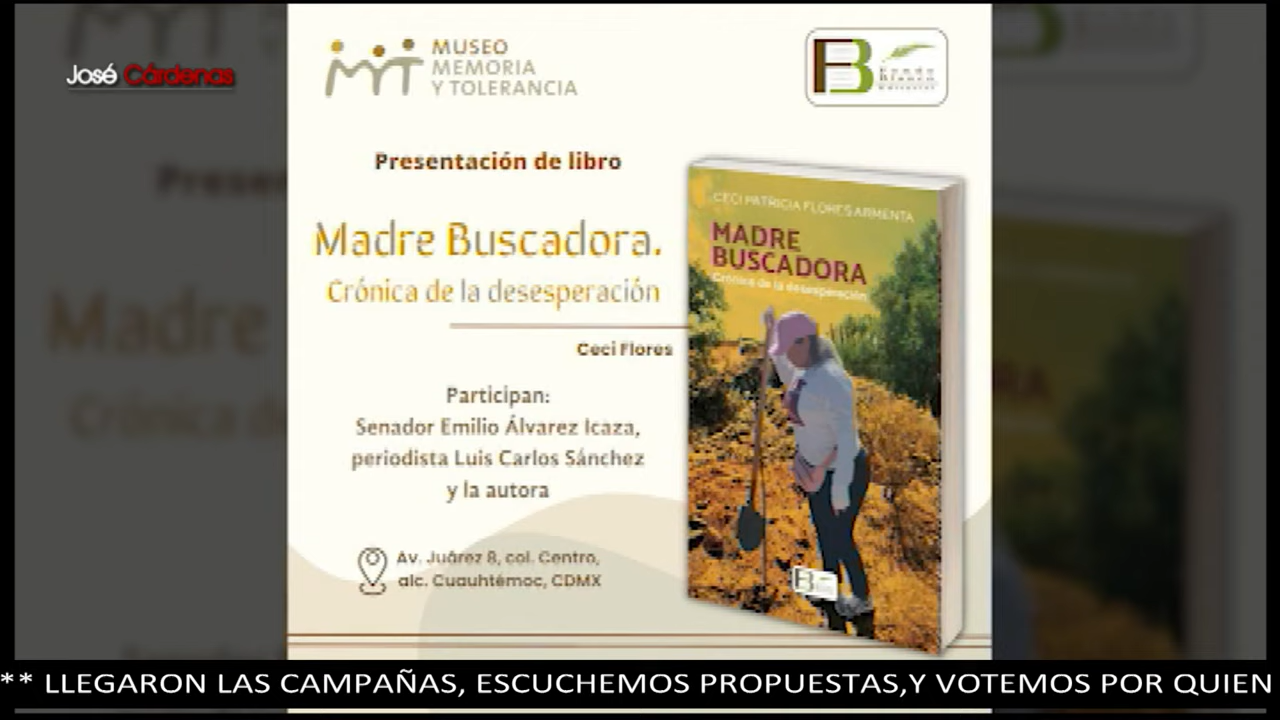 José Cárdenas
MUSEO
MEMORIA
Y TOLERANCIA
FB
Presentación de libro
Madre Buscadora.
Crónica de la desesperación
Ceci Flores
Participan:
Senador Emilio Álvarez Icaza,
periodista Luis Carlos Sánchez
y la autora
Av. Juárez 8, col. Centro,
alc. Cuauhtémoc, CDMX
CECI PATRICIA FLORES ARMENTA
MADRE
BUSCADORA
Crónica de la desesperación
** LLEGARON LAS CAMPAÑAS, ESCUCHEMOS PROPUESTAS,Y VOTEMOS POR QUIEN